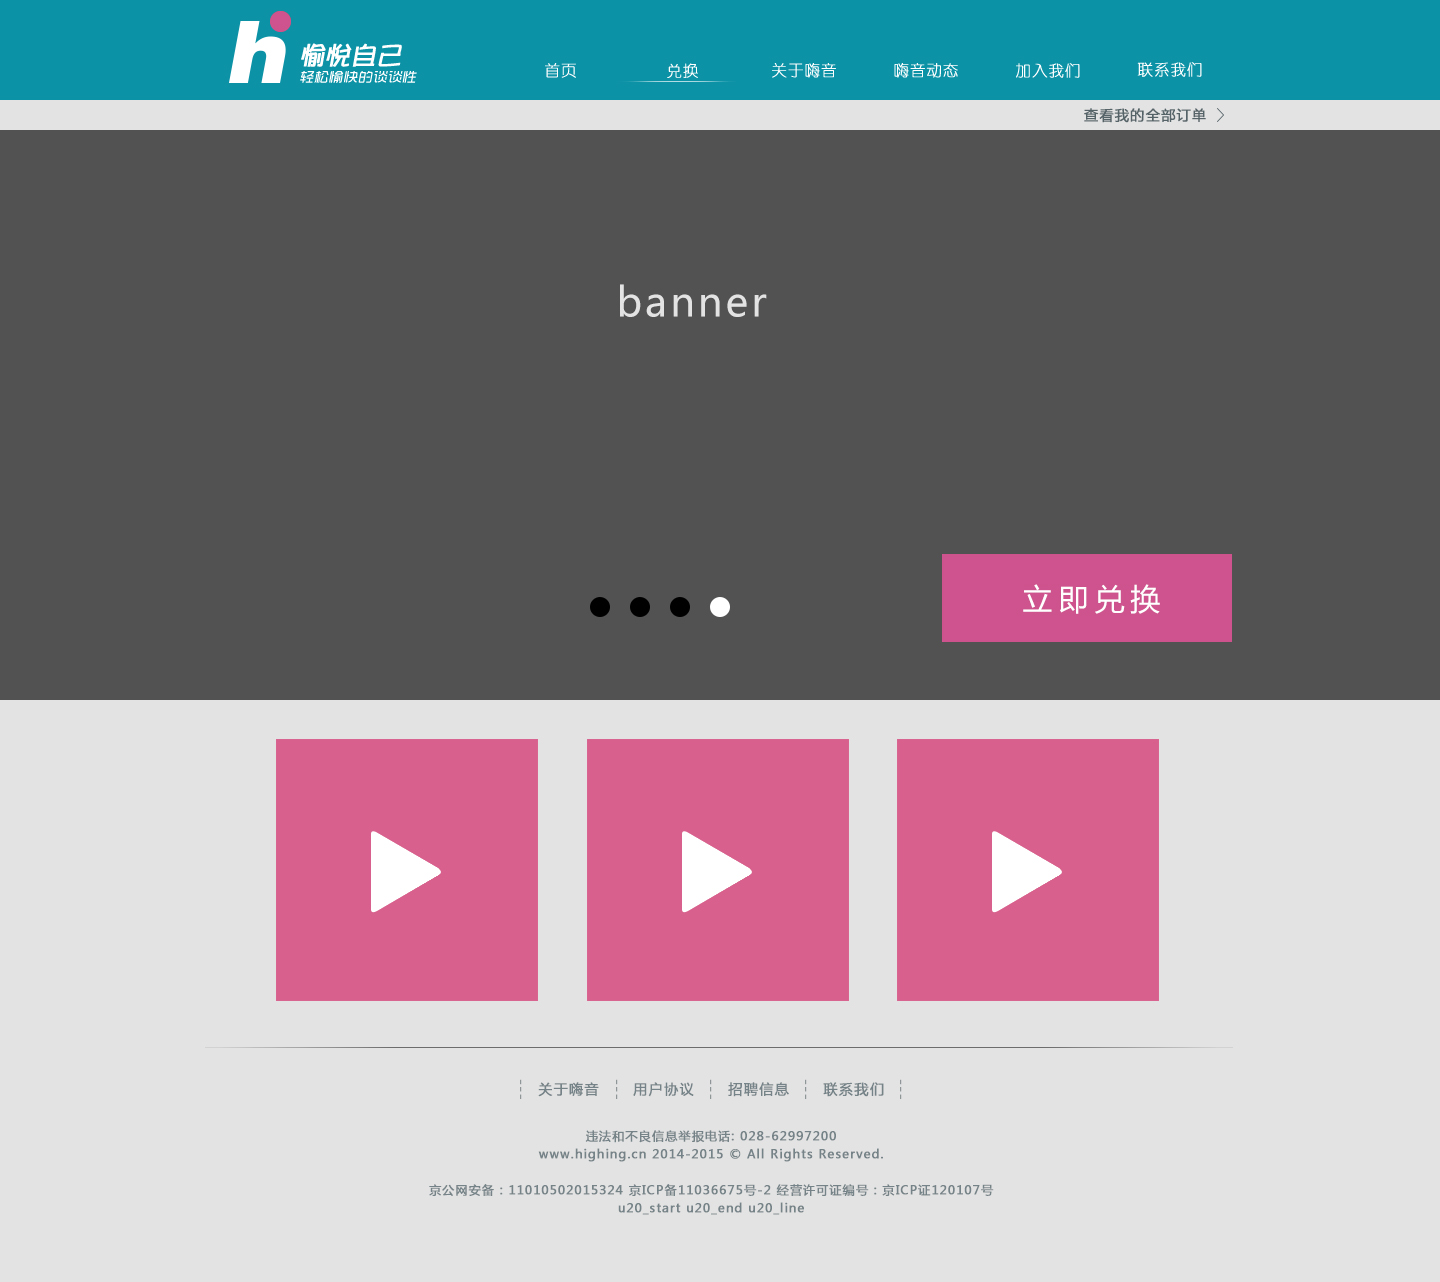 hi 愉悦自己
轻松愉快的谈谈性
首页 兑换 关于嗨音 嗨音动态 加入我们 联系我们
查看我的全部订单 >
banner
立即兑换
关于嗨音 用户协议 招聘信息 联系我们
违法和不良信息举报电话: 028-62997200
www.highing.cn 2014-2015 © All Rights Reserved.
京公网安备：11010502015324 京ICP备11036675号-2 经营许可证编号：京ICP证120107号
u20_start u20_end u20_line